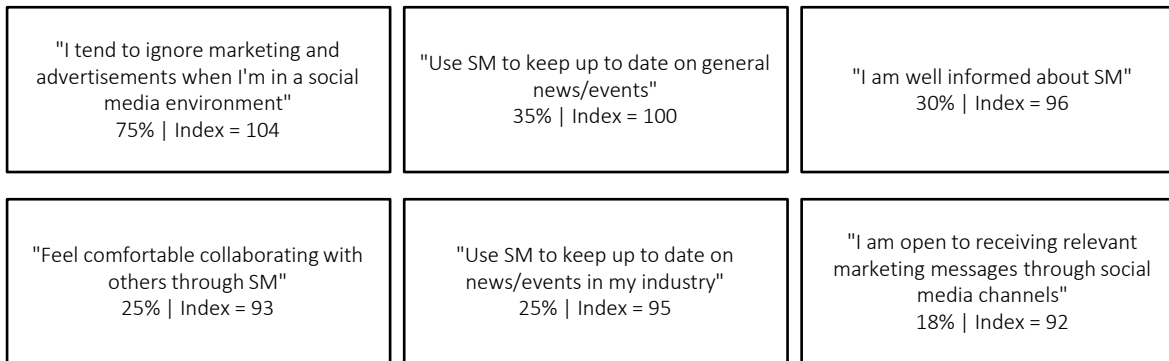 "I tend to ignore marketing and
advertisements when I'm in a social
media environment"
75% | Index = 104
"Use SM to keep up to date on general
news/events"
35% | Index = 100
"I am well informed about SM"
30% | Index = 96
"Feel comfortable collaborating with
others through SM"
25% | Index = 93
"Use SM to keep up to date on
news/events in my industry"
25% | Index = 95
"I am open to receiving relevant
marketing messages through social
media channels"
18% | Index = 92